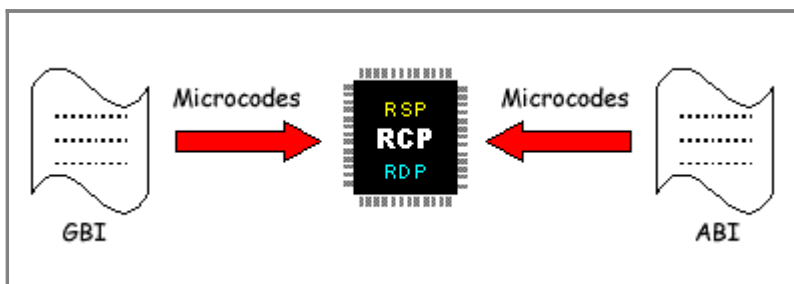 Microcodes
Microcodes
RSP
RCP
RDP
GBI
ABI